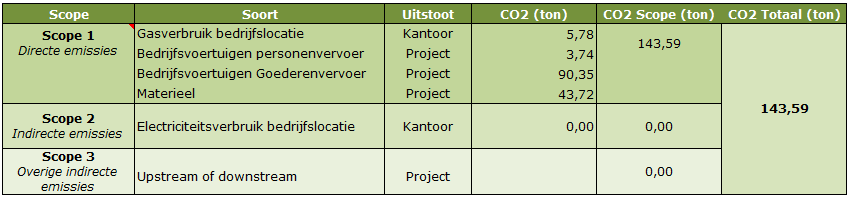 Scope Soort Uitstoot CO2 (ton) CO2 Scope (ton) CO2 Totaal (ton)
Scope 1 Gasverbruik bedrijfslocatie Kantoor 5,78 143,59
Directe emissies Bedrijfsvoertuigen personenvervoer Project 3,74
Bedrijfsvoertuigen Goederenvervoer Project 90,35
Materieel Project 43,72
143,59
Scope 2
Indirecte emissies Electriciteitsverbruik bedrijfslocatie Kantoor 0,00 0,00
Scope 3
Overige indirecte
emissies Upstream of downstream Project 0,00